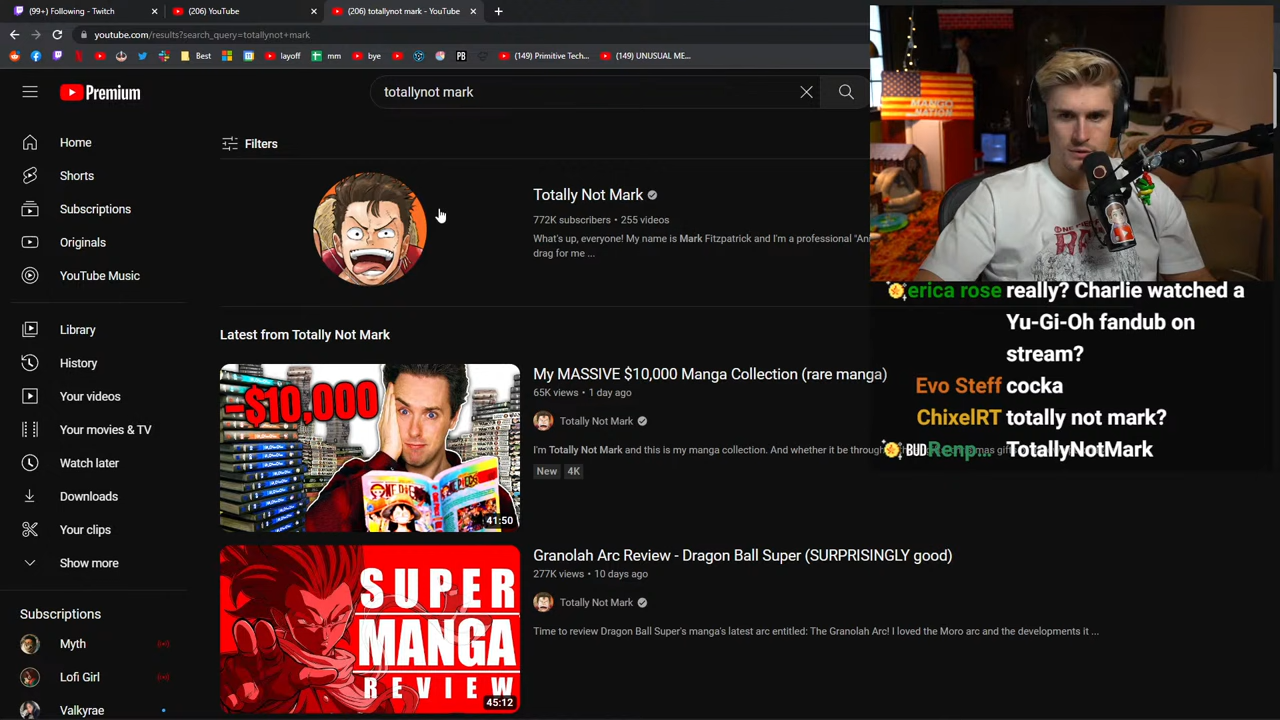 (99+) Following - Twitch
(206) YouTube
(206) totallynot mark - YouTube
youtube.com/results?search_query=totallynot+mark
Best
layoff
mm
bye
PB
(149) Primitive Tech...
(149) UNUSUAL ME...
Premium
totallynot mark
Home
Shorts
Subscriptions
Originals
YouTube Music
Library
History
Your videos
Your movies & TV
Watch later
Downloads
Your clips
Show more
Subscriptions
Myth
Lofi Girl
Valkyrae
Filters
Totally Not Mark
772K subscribers • 255 videos
What's up, everyone! My name is Mark Fitzpatrick and I'm a professional "An
drag for me ...
Latest from Totally Not Mark
-$10,000
ONE PIECE
41:50
My MASSIVE $10,000 Manga Collection (rare manga)
65K views • 1 day ago
Totally Not Mark
I'm Totally Not Mark and this is my manga collection. And whether it be through
New
4K
SUPER
MANGA
REVIEW
45:12
Granolah Arc Review - Dragon Ball Super (SURPRISINGLY good)
277K views • 10 days ago
Totally Not Mark
Time to review Dragon Ball Super's manga's latest arc entitled: The Granolah Arc! I loved the Moro arc and the developments it ...
MANGO
NATION
ONE PIECE
erica rose really? Charlie watched a
Yu-Gi-Oh fandub on
stream?
Evo Steff cocka
ChixelRT totally not mark?
BUD Renp... TotallyNotMark